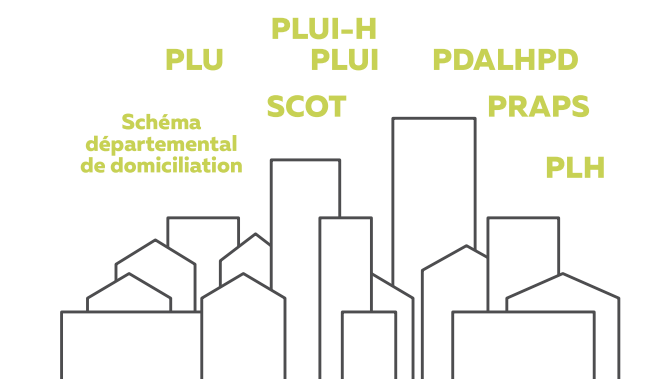 PLUI-H
PLU
PLUI
PDALHPD
SCOT
PRAPS
Schéma
départemental
de domiciliation
PLH